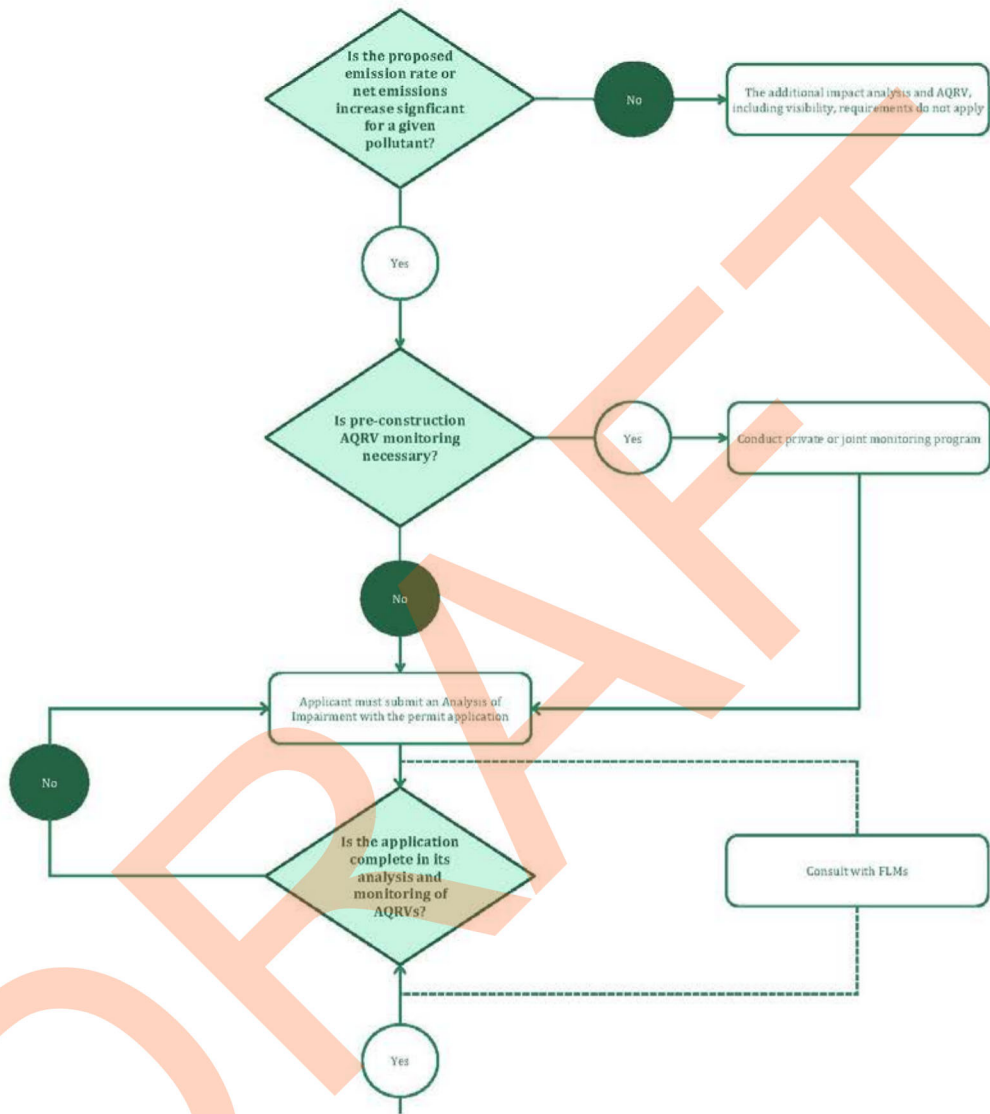 Is the proposed
emission rate or
net emissions
increase signficant
for a given
pollutant?
No
The additional impact analysis and AQRV,
including visibility, requirements do not apply
Yes
Is pre-construction
AQRV monitoring
necessary?
Yes
Conduct private or joint monitoring program
No
Applicant must submit an Analysis of
Impairment with the permit application
No
Is the application
complete in its
analysis and
monitoring of
AQRVs?
Consult with FLMs
Yes
DRAFT